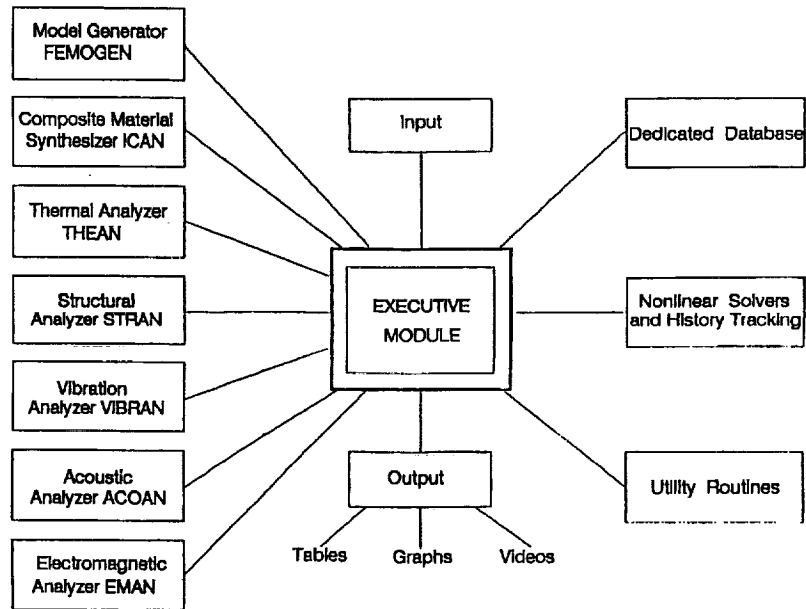 Model Generator
FEMOGEN
Composite Material
Synthesizer ICAN
Thermal Analyzer
THEAN
Structural
Analyzer STRAN
Vibration
Analyzer VIBRAN
Acoustic
Analyzer ACOAN
Electromagnetic
Analyzer EMAN
Input
EXECUTIVE
MODULE
Output
Tables
Graphs
Videos
Dedicated Database
Nonlinear Solvers
and History Tracking
Utility Routines